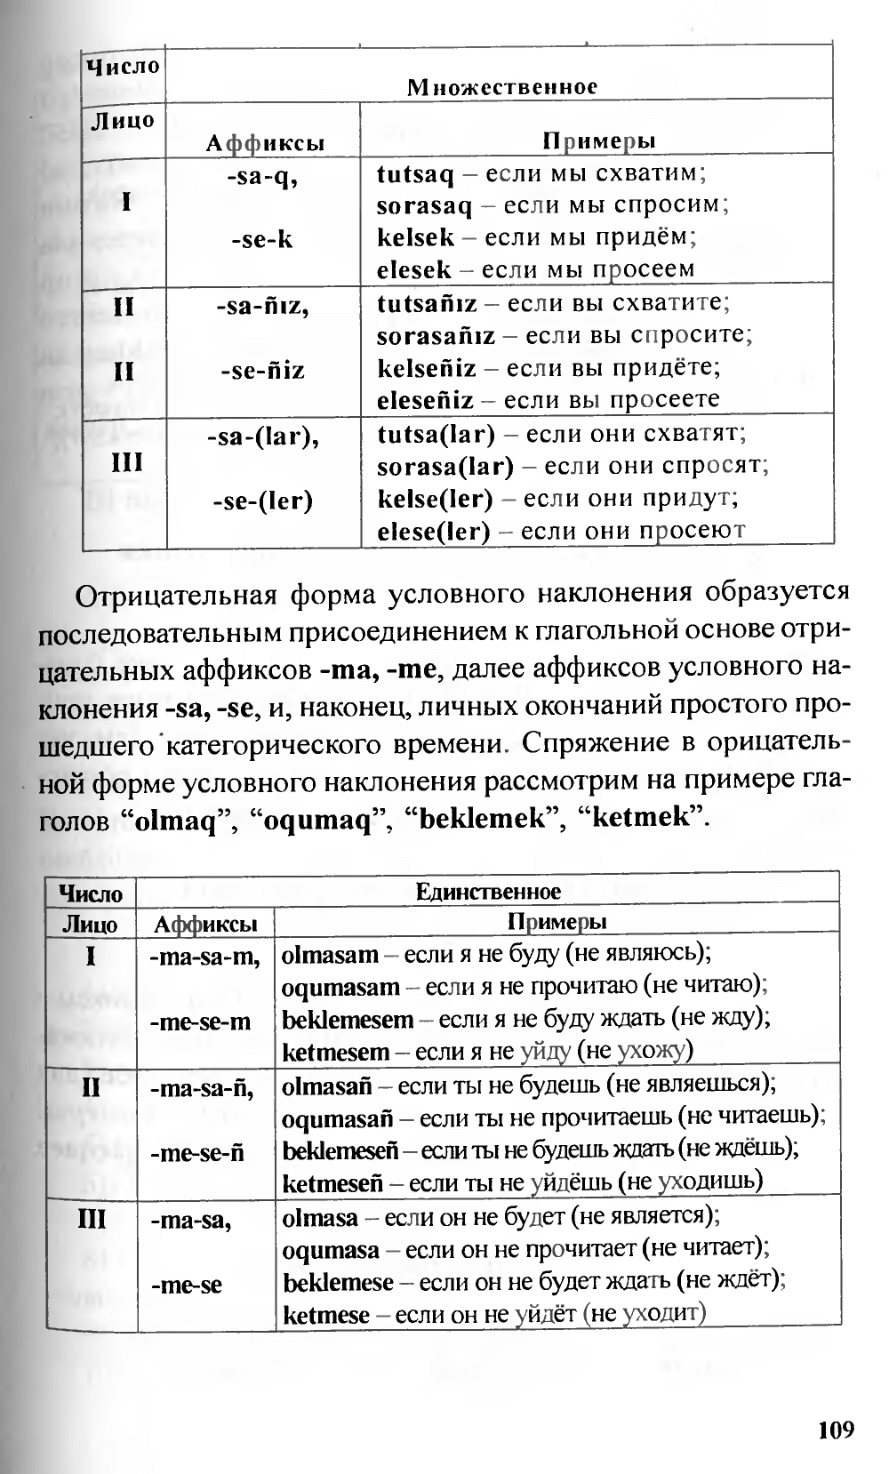 Число
Множественное
Лицо
Аффиксы
Примеры
I
-sa-q,
tutsaq – если мы схватим;
sorasaq – если мы спросим;
-se-k
kelsek – если мы придём;
elesek – если мы просеем
II
-sa-ñız,
tutsañız – если вы схватите;
sorasañız – если вы спросите;
II
-se-ñiz
kelseñiz – если вы придёте;
eleseñiz – если вы просеете
III
-sa-(lar),
tutsa(lar) – если они схватят;
sorasa(lar) – если они спросят;
-se-(ler)
kelse(ler) – если они придут;
elese(ler) – если они просеют
Отрицательная форма условного наклонения образуется
последовательным присоединением к глагольной основе отри-
цательных аффиксов -ma, -me, далее аффиксов условного на-
клонения -sa, -se, и, наконец, личных окончаний простого про-
шедшего категорического времени. Спряжение в орицатель-
ной форме условного наклонения рассмотрим на примере гла-
голов “olmaq”, “oqumaq”, “beklemek”, “ketmek”.
Число
Единственное
Лицо
Аффиксы
Примеры
I
-ma-sa-m,
olmasam – если я не буду (не являюсь);
oqumasam – если я не прочитаю (не читаю);
-me-se-m
beklemesem – если я не буду ждать (не жду);
ketmesem – если я не уйду (не ухожу)
II
-ma-sa-ñ,
olmasañ – если ты не будешь (не являешься);
oqumasañ – если ты не прочитаешь (не читаешь);
-me-se-ñ
beklemeseñ – если ты не будешь ждать (не ждёшь);
ketmeseñ – если ты не уйдёшь (не уходишь)
III
-ma-sa,
olmasa – если он не будет (не является);
oqumasa – если он не прочитает (не читает);
-me-se
beklemese – если он не будет ждать (не ждёт);
ketmese – если он не уйдёт (не уходит)
109